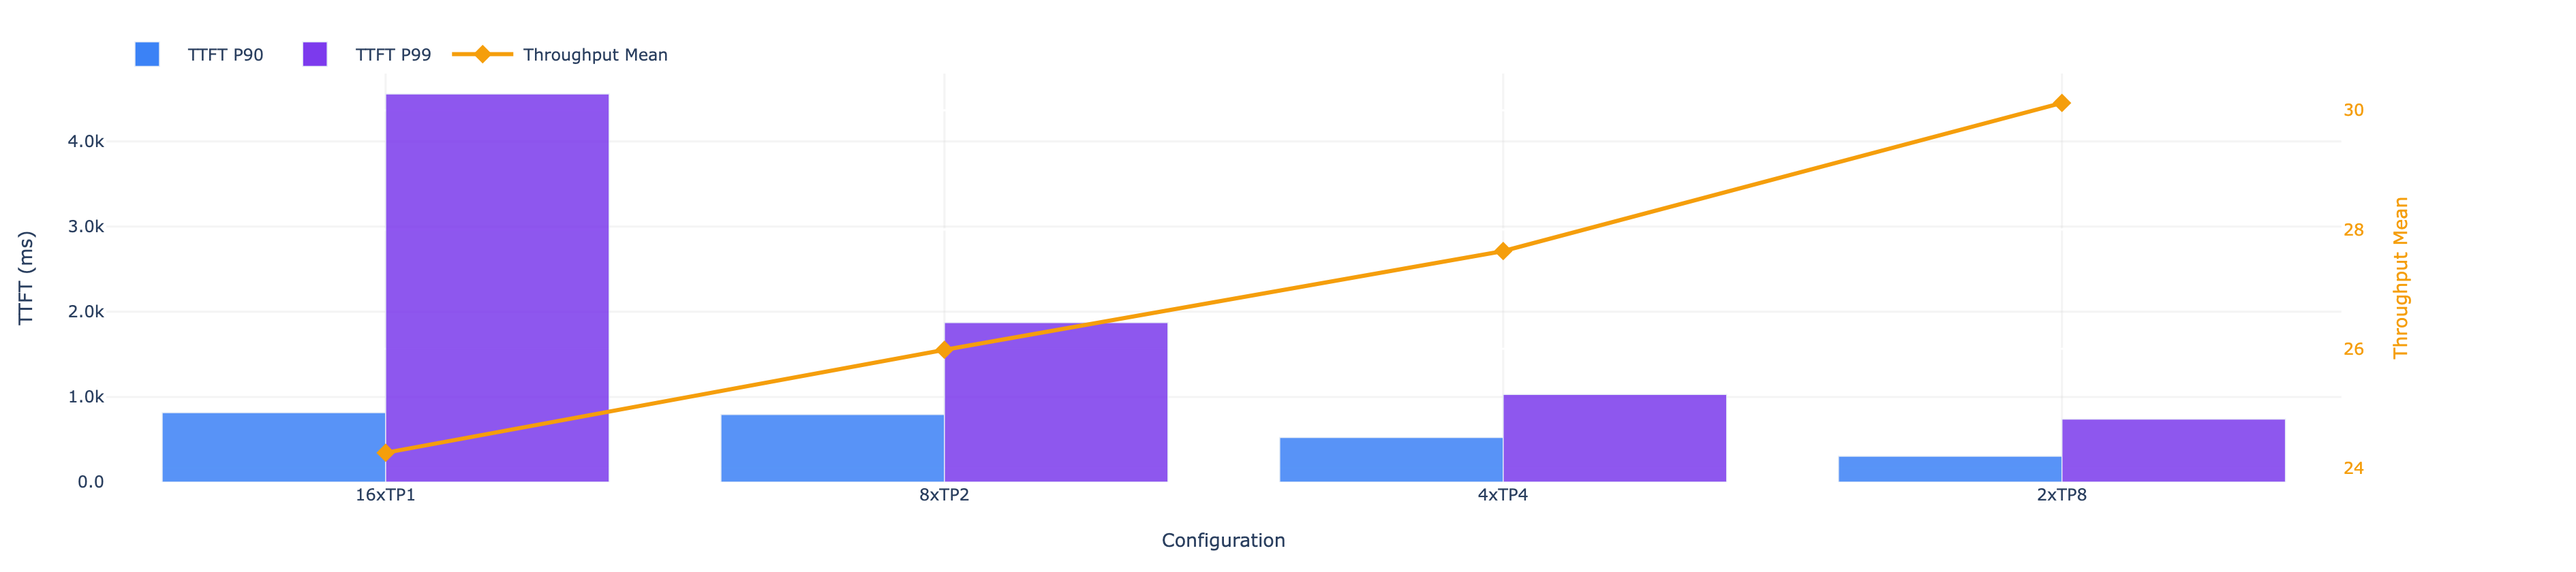 TTFT P90 TTFT P99 Throughput Mean
4.0k
3.0k
2.0k
1.0k
0.0
TTFT (ms)
30
28
26
24
Throughput Mean
16xTP1 8xTP2 4xTP4 2xTP8
Configuration